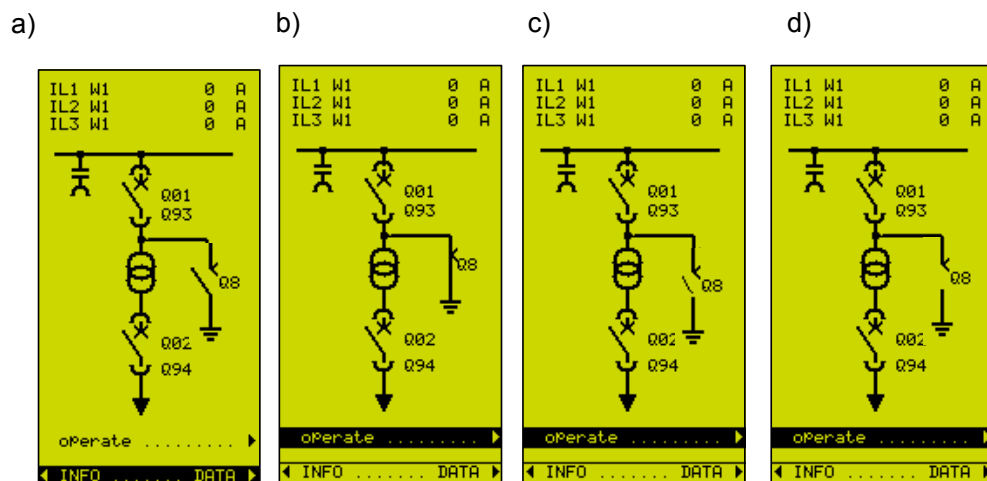 a)
IL1 W1 0 A
IL2 W1 0 A
IL3 W1 0 A
Q01
Q93
Q8
Q02
Q94
operate .........
INFO ....... DATA
b)
IL1 W1 0 A
IL2 W1 0 A
IL3 W1 0 A
Q01
Q93
Q8
Q02
Q94
operate .........
INFO ....... DATA
c)
IL1 W1 0 A
IL2 W1 0 A
IL3 W1 0 A
Q01
Q93
Q8
Q02
Q94
operate .........
INFO ....... DATA
d)
IL1 W1 0 A
IL2 W1 0 A
IL3 W1 0 A
Q01
Q93
Q8
Q02
Q94
operate .........
INFO ....... DATA